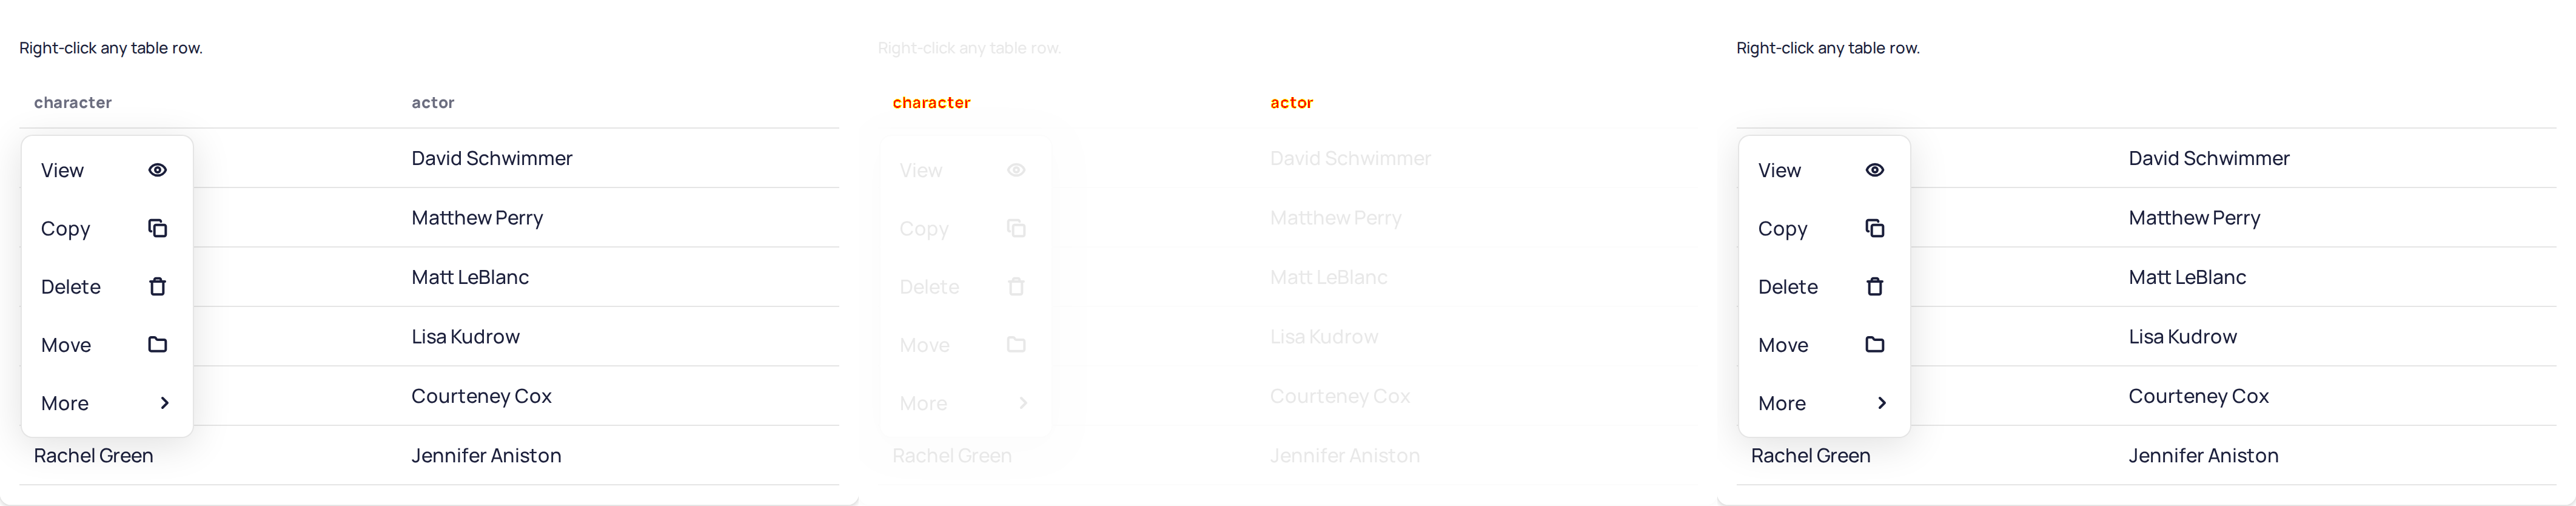 Right-click any table row.
character actor
David Schwimmer
View
Matthew Perry
Copy
Matt LeBlanc
Delete
Lisa Kudrow
Move
Courteney Cox
More
Rachel Green Jennifer Aniston
Right-click any table row.
character actor
David Schwimmer
View
Matthew Perry
Copy
Matt LeBlanc
Delete
Lisa Kudrow
Move
Courteney Cox
More
Rachel Green Jennifer Aniston
Right-click any table row.
David Schwimmer
View
Matthew Perry
Copy
Matt LeBlanc
Delete
Lisa Kudrow
Move
Courteney Cox
More
Rachel Green Jennifer Aniston